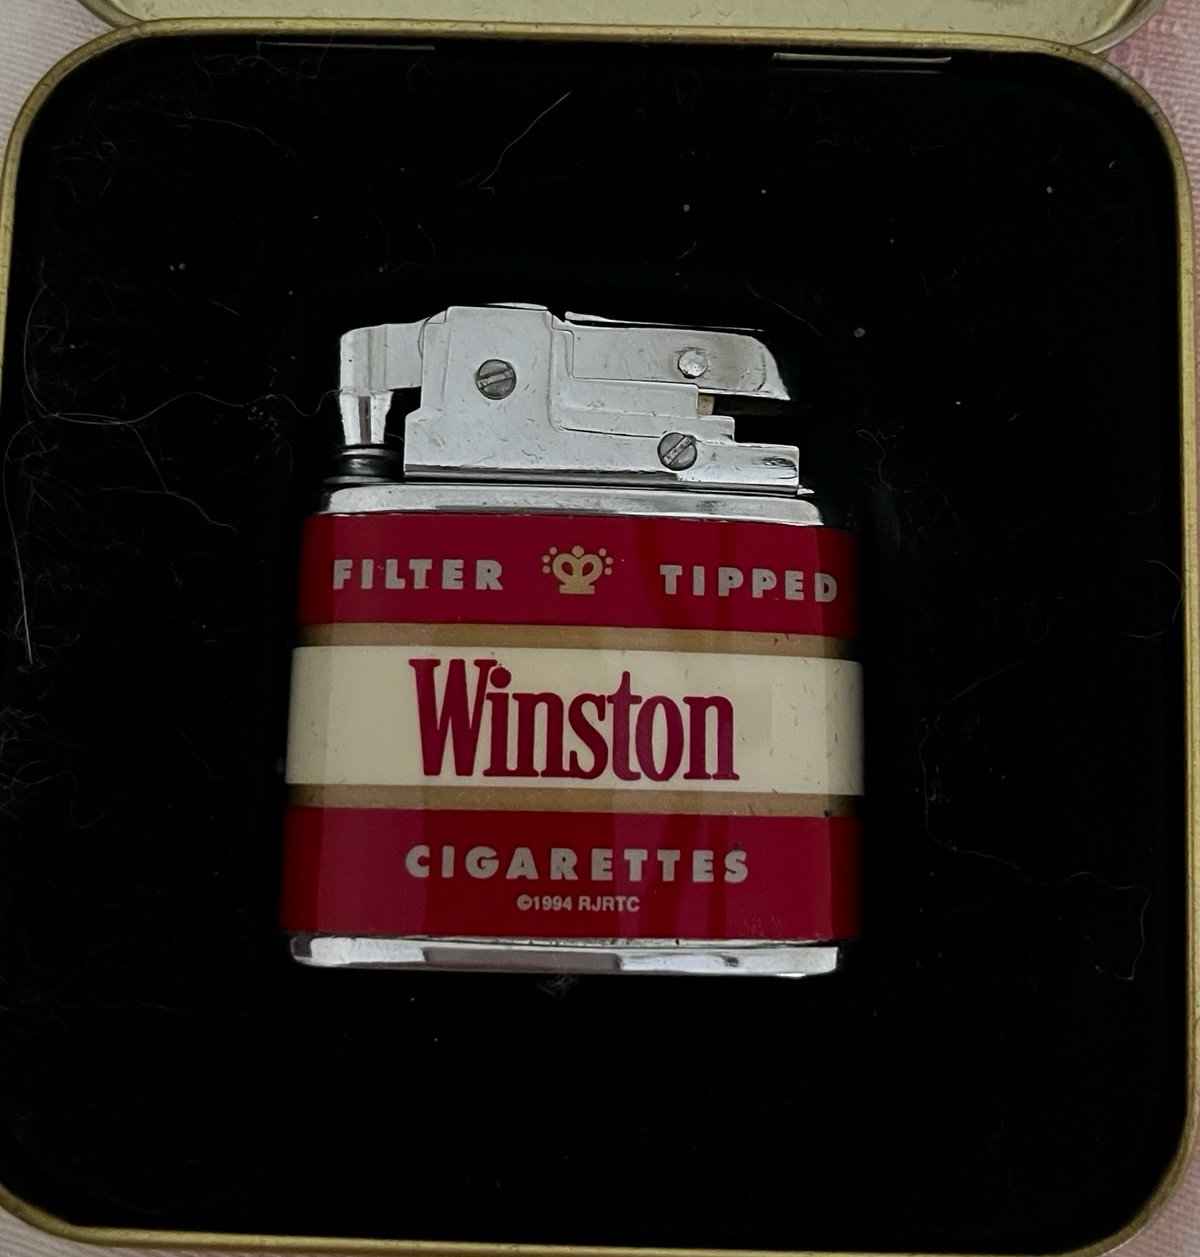 FILTER TIPPED
Winston
CIGARETTES
©1994 RJRTC